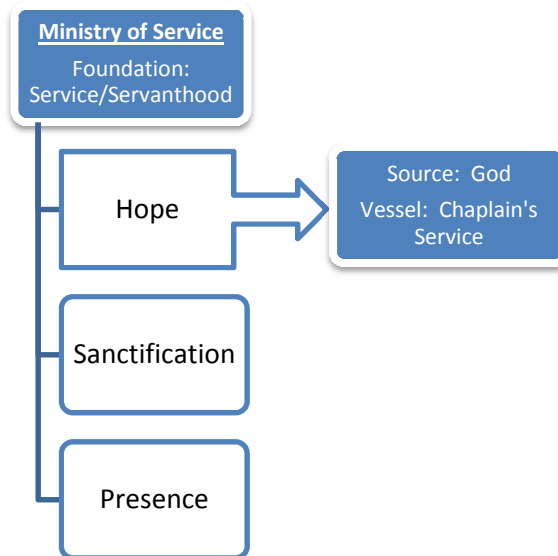 Ministry of Service
Foundation:
Service/Servanthood
Hope
Source:  God
Vessel:  Chaplain's
Service
Sanctification
Presence